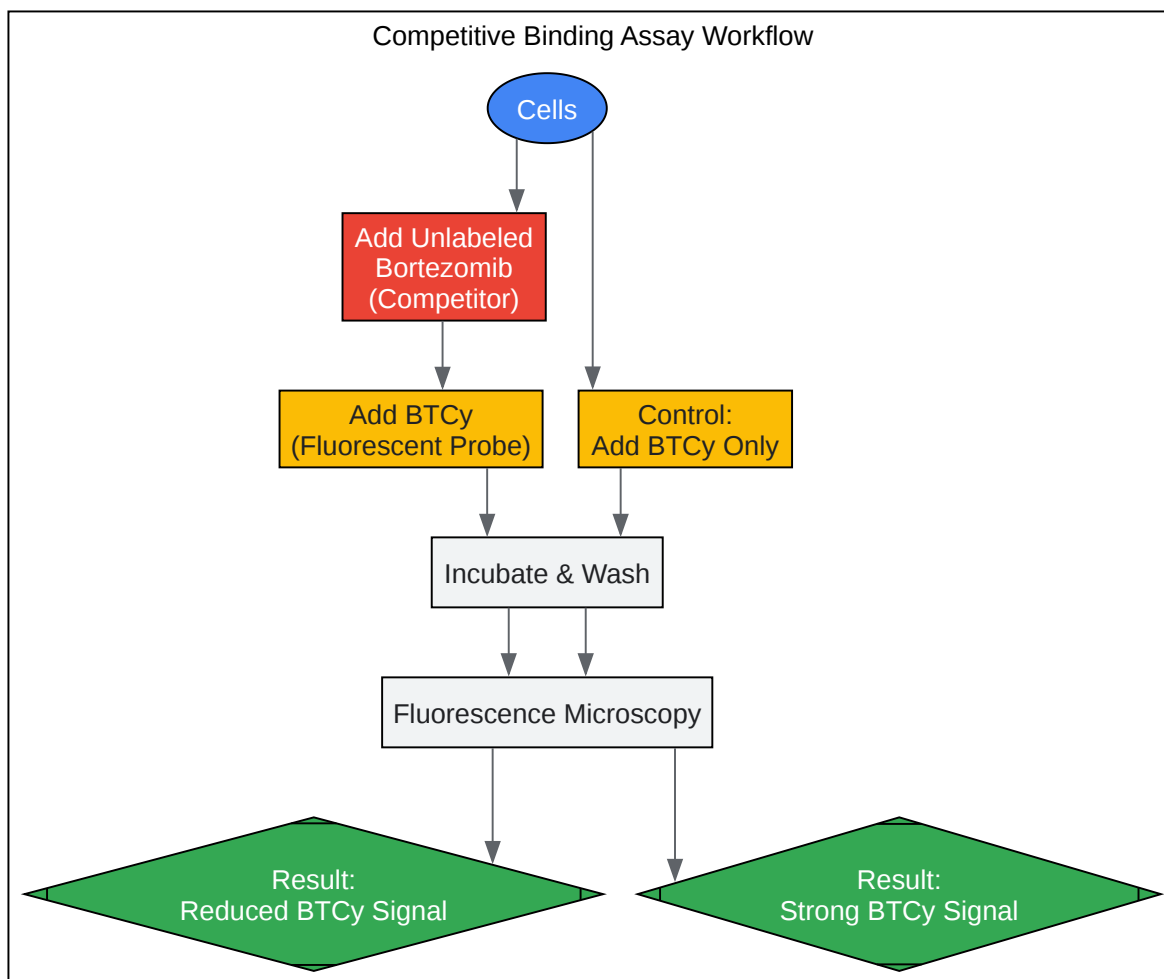 Competitive Binding Assay Workflow
Cells
Add Unlabeled
Bortezomib
(Competitor)
Add BTCy
(Fluorescent Probe)
Control:
Add BTCy Only
Incubate & Wash
Fluorescence Microscopy
Result:
Reduced BTCy Signal
Result:
Strong BTCy Signal